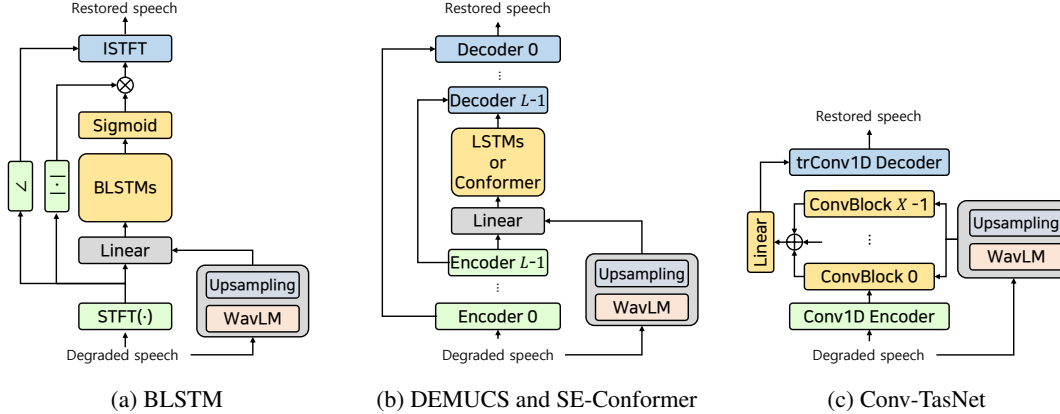 Restored speech
ISTFT
⊗
Sigmoid
∠
|·|
BLSTMs
Linear
Upsampling
WavLM
STFT(·)
Degraded speech
(a) BLSTM
Restored speech
Decoder 0
⋮
Decoder L-1
LSTMs
or
Conformer
Linear
Encoder L-1
⋮
Encoder 0
Upsampling
WavLM
Degraded speech
(b) DEMUCS and SE-Conformer
Restored speech
trConv1D Decoder
ConvBlock X-1
Linear
⋮
ConvBlock 0
Conv1D Encoder
Upsampling
WavLM
Degraded speech
(c) Conv-TasNet